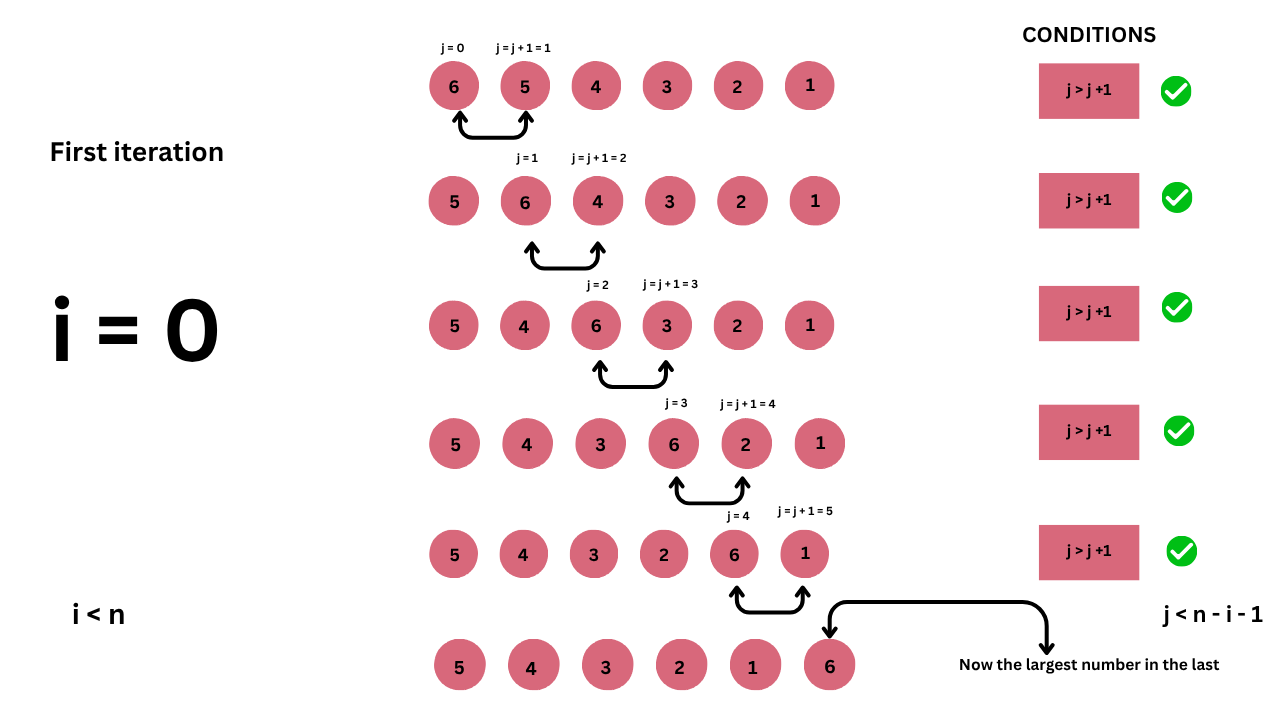 CONDITIONS
j = 0 j = j + 1 = 1
6 5 4 3 2 1 j > j +1
First iteration
j = 1 j = j + 1 = 2
5 6 4 3 2 1 j > j +1
j = 2 j = j + 1 = 3
i = 0
5 4 6 3 2 1 j > j +1
j = 3 j = j + 1 = 4
5 4 3 6 2 1 j > j +1
j = 4 j = j + 1 = 5
5 4 3 2 6 1 j > j +1
i < n j < n - i - 1
5 4 3 2 1 6 Now the largest number in the last